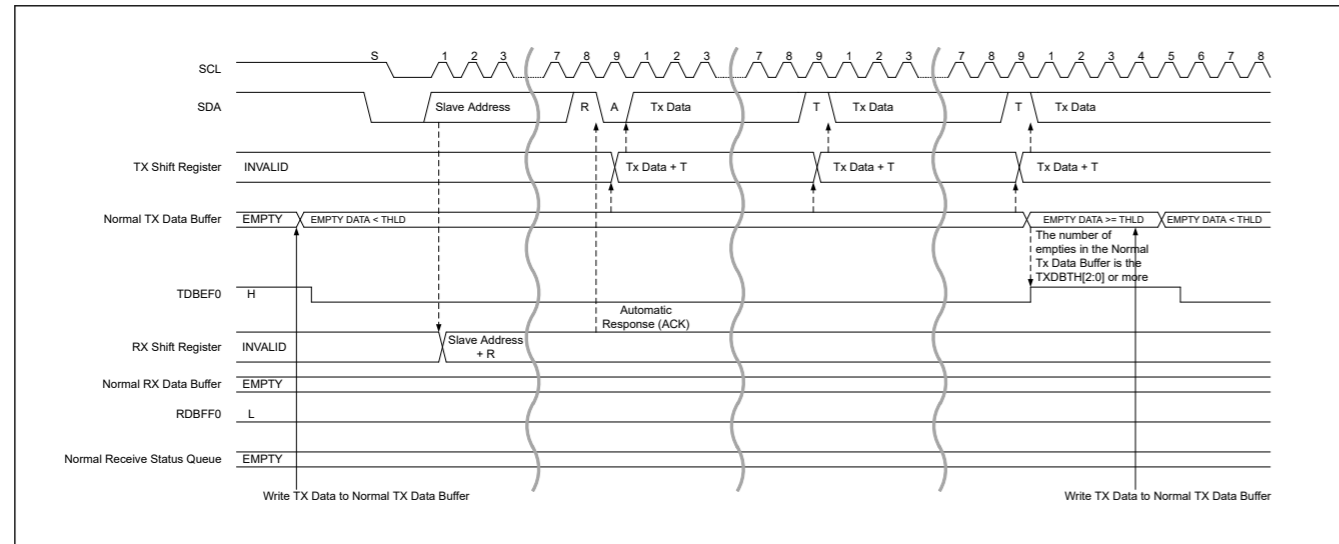 S 1 2 3 7 8 9 1 2 3 7 8 9 1 2 3 7 8 9 1 2 3 4 5 6 7 8
SCL
SDA Slave Address R A Tx Data T Tx Data T Tx Data
TX Shift Register INVALID Tx Data + T Tx Data + T Tx Data + T
Normal TX Data Buffer EMPTY EMPTY DATA < THLD EMPTY DATA >= THLD EMPTY DATA < THLD
The number of
empties in the Normal
Tx Data Buffer is the
TXDBTH[2:0] or more
TDBEF0 H
Automatic
Response (ACK)
RX Shift Register INVALID Slave Address
+ R
Normal RX Data Buffer EMPTY
RDBFF0 L
Normal Receive Status Queue EMPTY
Write TX Data to Normal TX Data Buffer Write TX Data to Normal TX Data Buffer